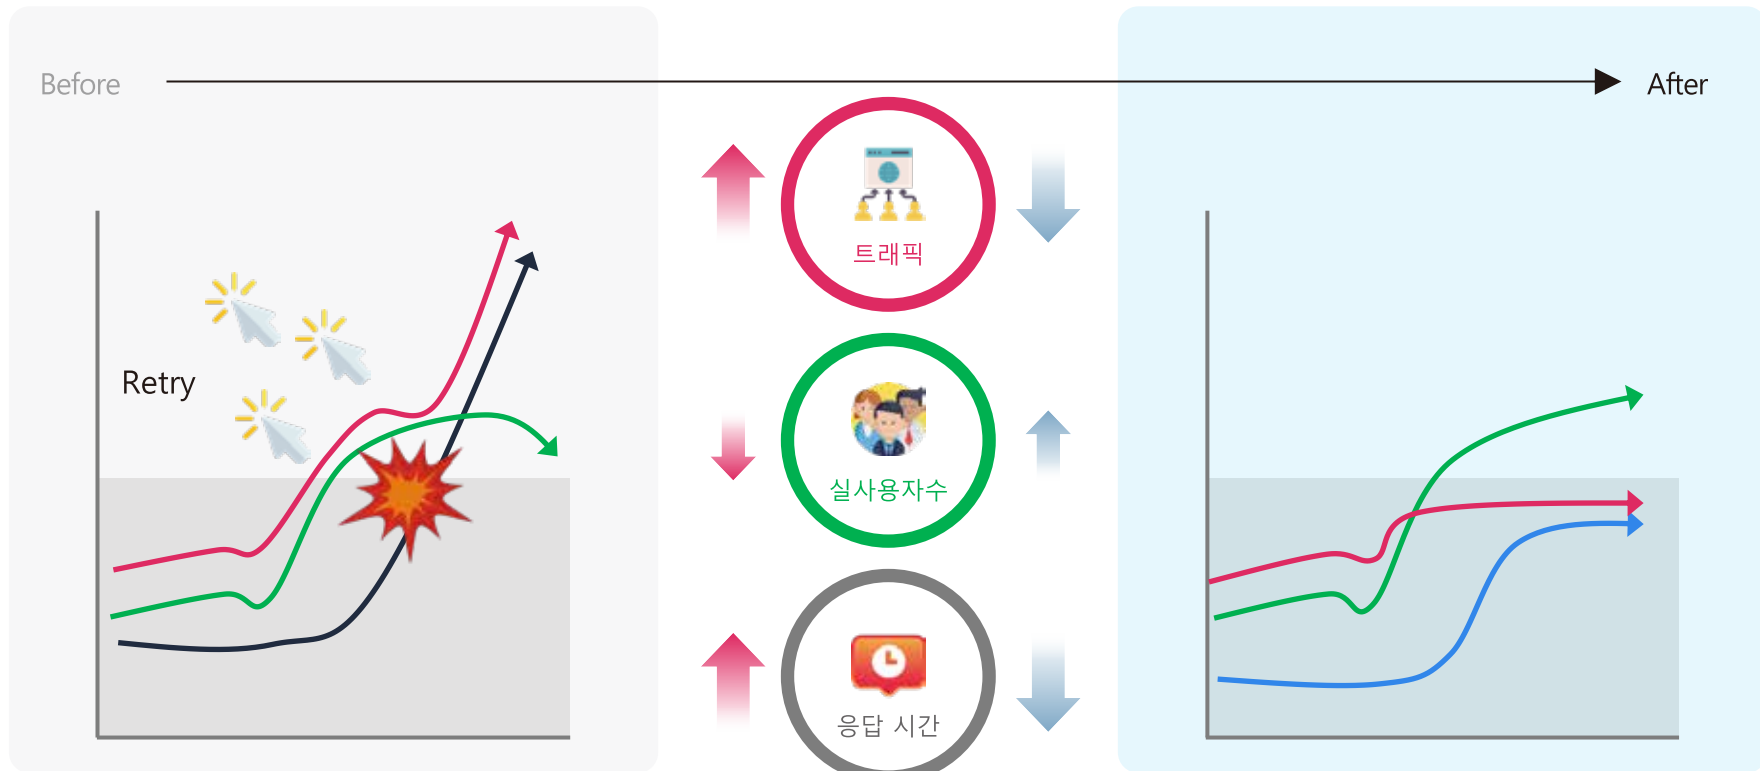 Before
After
트래픽
Retry
실사용자수
응답 시간